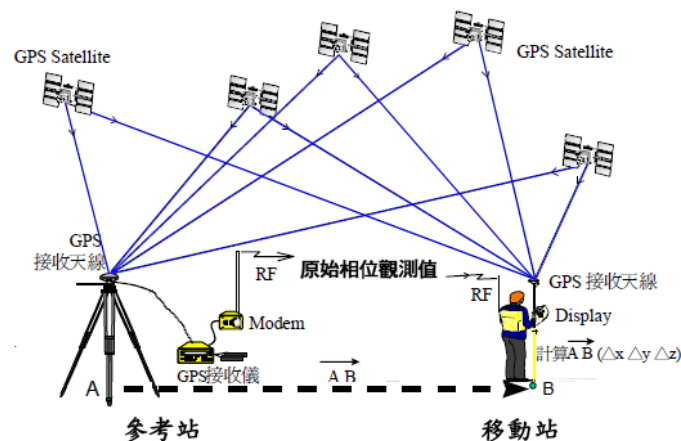 GPS Satellite
GPS Satellite
GPS
接收天線
RF
原始相位觀測值
RF
GPS 接收天線
Modem
Display
GPS接收儀
計算A B (△x △y △z)
A
A B
B
參考站
移動站